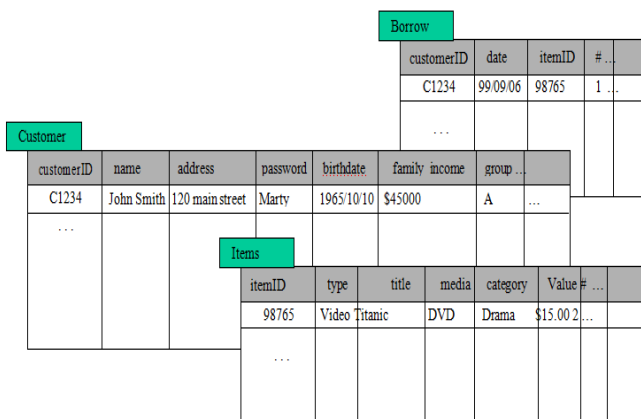 Borrow
customerID date itemID # ...
C1234 99/09/06 98765 1 ...
. . .
Customer
customerID name address password birthdate family income group ...
C1234 John Smith 120 main street Marty 1965/10/10 $45000 A ...
. . .
Items
itemID type title media category Value # ...
98765 Video Titanic DVD Drama $15.00 2 ...
. . .